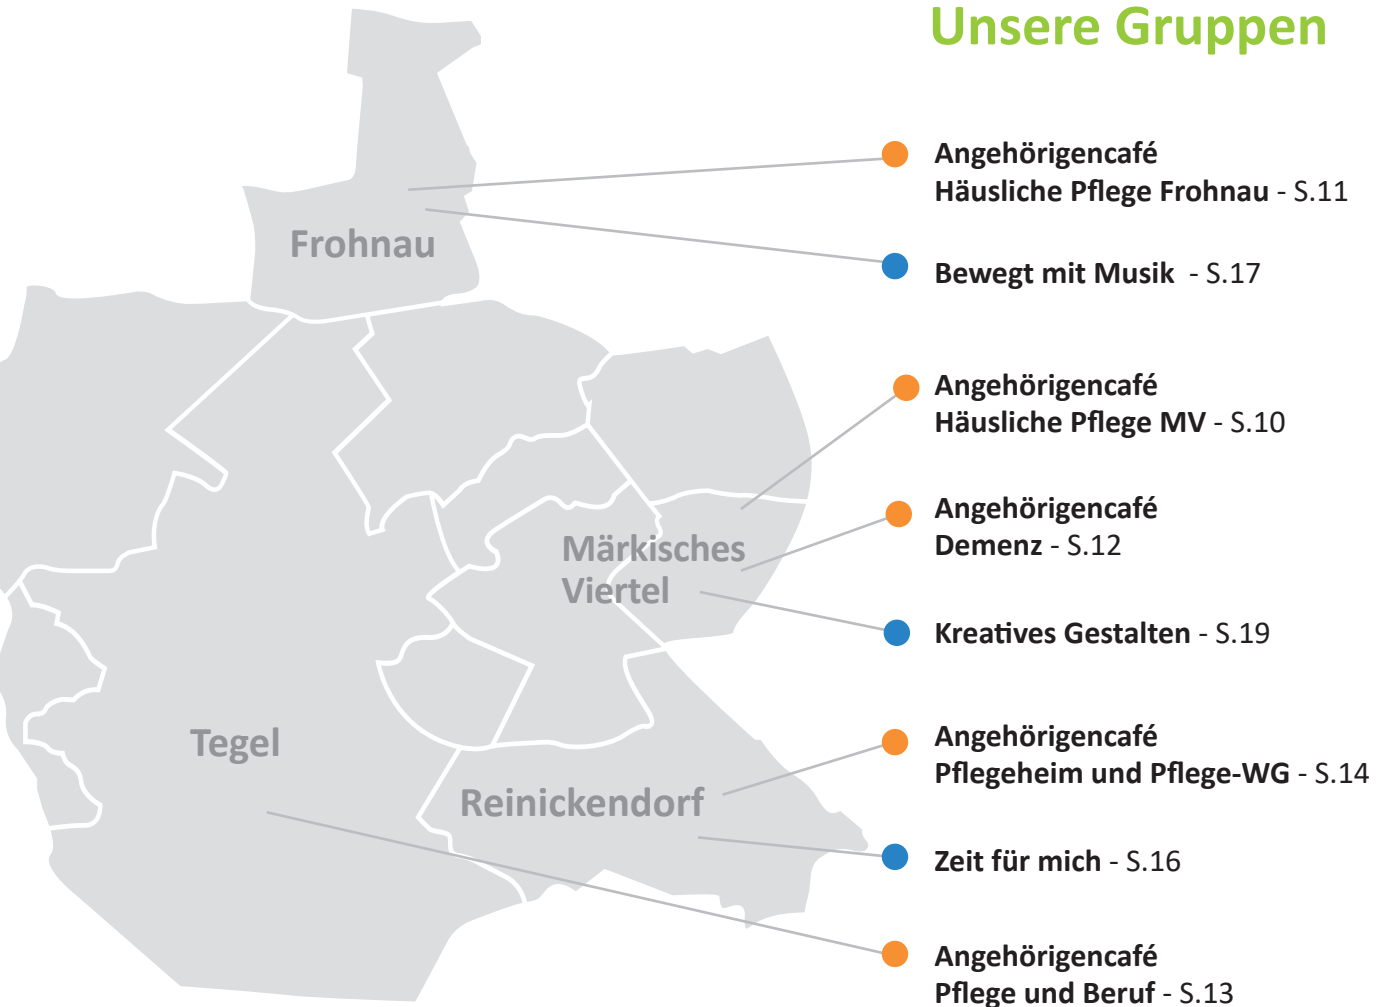 Unsere Gruppen
Angehörigencafé
Häusliche Pflege Frohnau - S.11
Frohnau
Bewegt mit Musik - S.17
Angehörigencafé
Häusliche Pflege MV - S.10
Angehörigencafé
Demenz - S.12
Märkisches
Viertel
Kreatives Gestalten - S.19
Tegel
Angehörigencafé
Pflegeheim und Pflege-WG - S.14
Reinickendorf
Zeit für mich - S.16
Angehörigencafé
Pflege und Beruf - S.13